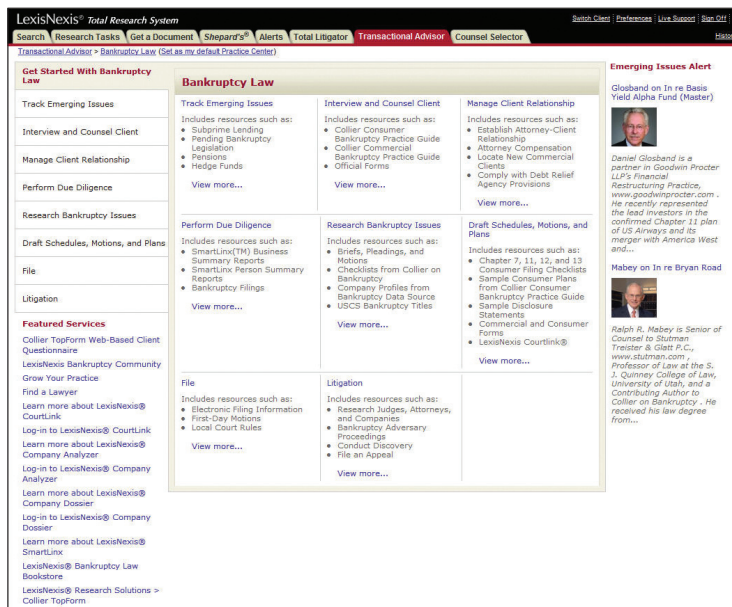 LexisNexis® Total Research System
Switch Client | Preferences | Live Support | Sign Off |
Search
Research Tasks
Get a Document
Shepard's®
Alerts
Total Litigator
Transactional Advisor
Counsel Selector
Transactional Advisor > Bankruptcy Law (Set as my default Practice Center)
Get Started With Bankruptcy
Law
Track Emerging Issues
Interview and Counsel Client
Manage Client Relationship
Perform Due Diligence
Research Bankruptcy Issues
Draft Schedules, Motions, and Plans
File
Litigation
Featured Services
Collier TopForm Web-Based Client
Questionnaire
LexisNexis Bankruptcy Community
Grow Your Practice
Find a Lawyer
Learn more about LexisNexis®
CourtLink
Log-in to LexisNexis® CourtLink
Learn more about LexisNexis®
Company Analyzer
Log-in to LexisNexis® Company
Analyzer
Learn more about LexisNexis®
Company Dossier
Log-in to LexisNexis® Company
Dossier
Learn more about LexisNexis®
SmartLinx
LexisNexis® Bankruptcy Law
Bookstore
LexisNexis® Research Solutions >
Collier TopForm
Bankruptcy Law
Track Emerging Issues
Includes resources such as:
• Subprime Lending
• Pending Bankruptcy
Legislation
• Pensions
• Hedge Funds
View more...
Interview and Counsel Client
Includes resources such as:
• Collier Consumer
Bankruptcy Practice Guide
• Collier Commercial
Bankruptcy Practice Guide
• Official Forms
View more...
Manage Client Relationship
Includes resources such as:
• Establish Attorney-Client
Relationship
• Attorney Compensation
• Locate New Commercial
Clients
• Comply with Debt Relief
Agency Provisions
View more...
Perform Due Diligence
Includes resources such as:
• SmartLinx(TM) Business
Summary Reports
• SmartLinx Person Summary
Reports
• Bankruptcy Filings
View more...
Research Bankruptcy Issues
Includes resources such as:
• Briefs, Pleadings, and
Motions
• Checklists from Collier on
Bankruptcy
• Company Profiles from
Bankruptcy Data Source
• USCS Bankruptcy Titles
View more...
Draft Schedules, Motions, and
Plans
Includes resources such as:
• Chapter 7, 11, 12, and 13
Consumer Filing Checklists
• Sample Consumer Plans
from Collier Consumer
Bankruptcy Practice Guide
• Sample Disclosure
Statements
• Commercial and Consumer
Forms
• LexisNexis Courtlink®
View more...
File
Includes resources such as:
• Electronic Filing Information
• First-Day Motions
• Local Court Rules
View more...
Litigation
Includes resources such as:
• Research Judges, Attorneys,
and Companies
• Bankruptcy Adversary
Proceedings
• Conduct Discovery
• File an Appeal
View more...
Emerging Issues Alert
Glosband on In re Basis
Yield Alpha Fund (Master)
Daniel Glosband is a
partner in Goodwin Procter
LLP's Financial
Restructuring Practice,
www.goodwinprocter.com .
He recently represented
the lead investors in the
confirmed Chapter 11 plan
of US Airways and its
merger with America West
and...
Mabey on In re Bryan Road
Ralph R. Mabey is Senior of
Counsel to Stutman
Treister & Glatt P.C.,
www.stutman.com ,
Professor of Law at the S.
J. Quinney College of Law,
University of Utah, and a
Contributing Author to
Collier on Bankruptcy . He
received his law degree
from...